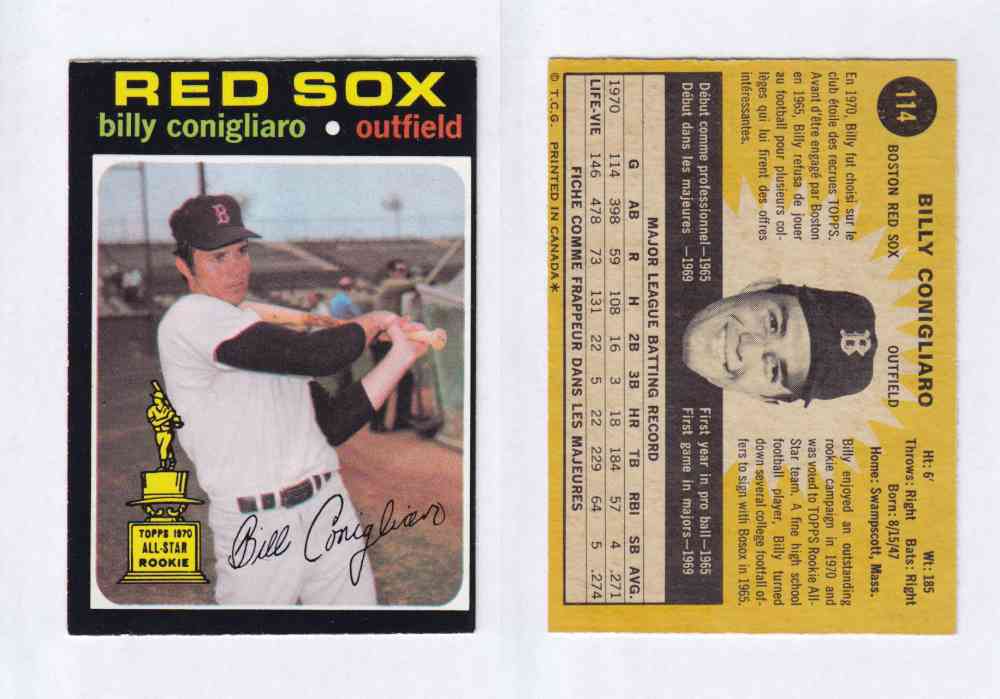 RED SOX
billy conigliaro • outfield
B
TOPPS 1970
ALL-STAR
ROOKIE
Bill Conigliaro
114
BILLY CONIGLIARO
BOSTON RED SOX
OUTFIELD
Ht: 6' Wt: 185
Throws: Right Bats: Right
Born: 8/15/47
Home: Swampscott, Mass.
En 1970, Billy fut choisi sur le
club étoile des recrues TOPPS.
Avant d'être engagé par Boston
en 1965, Billy refusa de jouer
au football pour plusieurs col-
lèges qui lui firent des offres
intéressantes.
B
Billy enjoyed an outstanding
rookie campaign in 1970 and
was voted to TOPPS Rookie All-
Star team. A fine high school
football player, Billy turned
down several college footfall of-
fers to sign with Bosox in 1965.
Début comme professionnel—1965
Début dans les majeures —1969
First year in pro ball—1965
First game in majors—1969
MAJOR LEAGUE BATTING RECORD
G AB R H 2B 3B HR TB RBI SB AVG.
1970 114 398 59 108 16 3 18 184 57 4 .271
LIFE-VIE 146 478 73 131 22 5 22 229 64 5 .274
FICHE COMME FRAPPEUR DANS LES MAJEURES
© T.C.G. PRINTED IN CANADA*